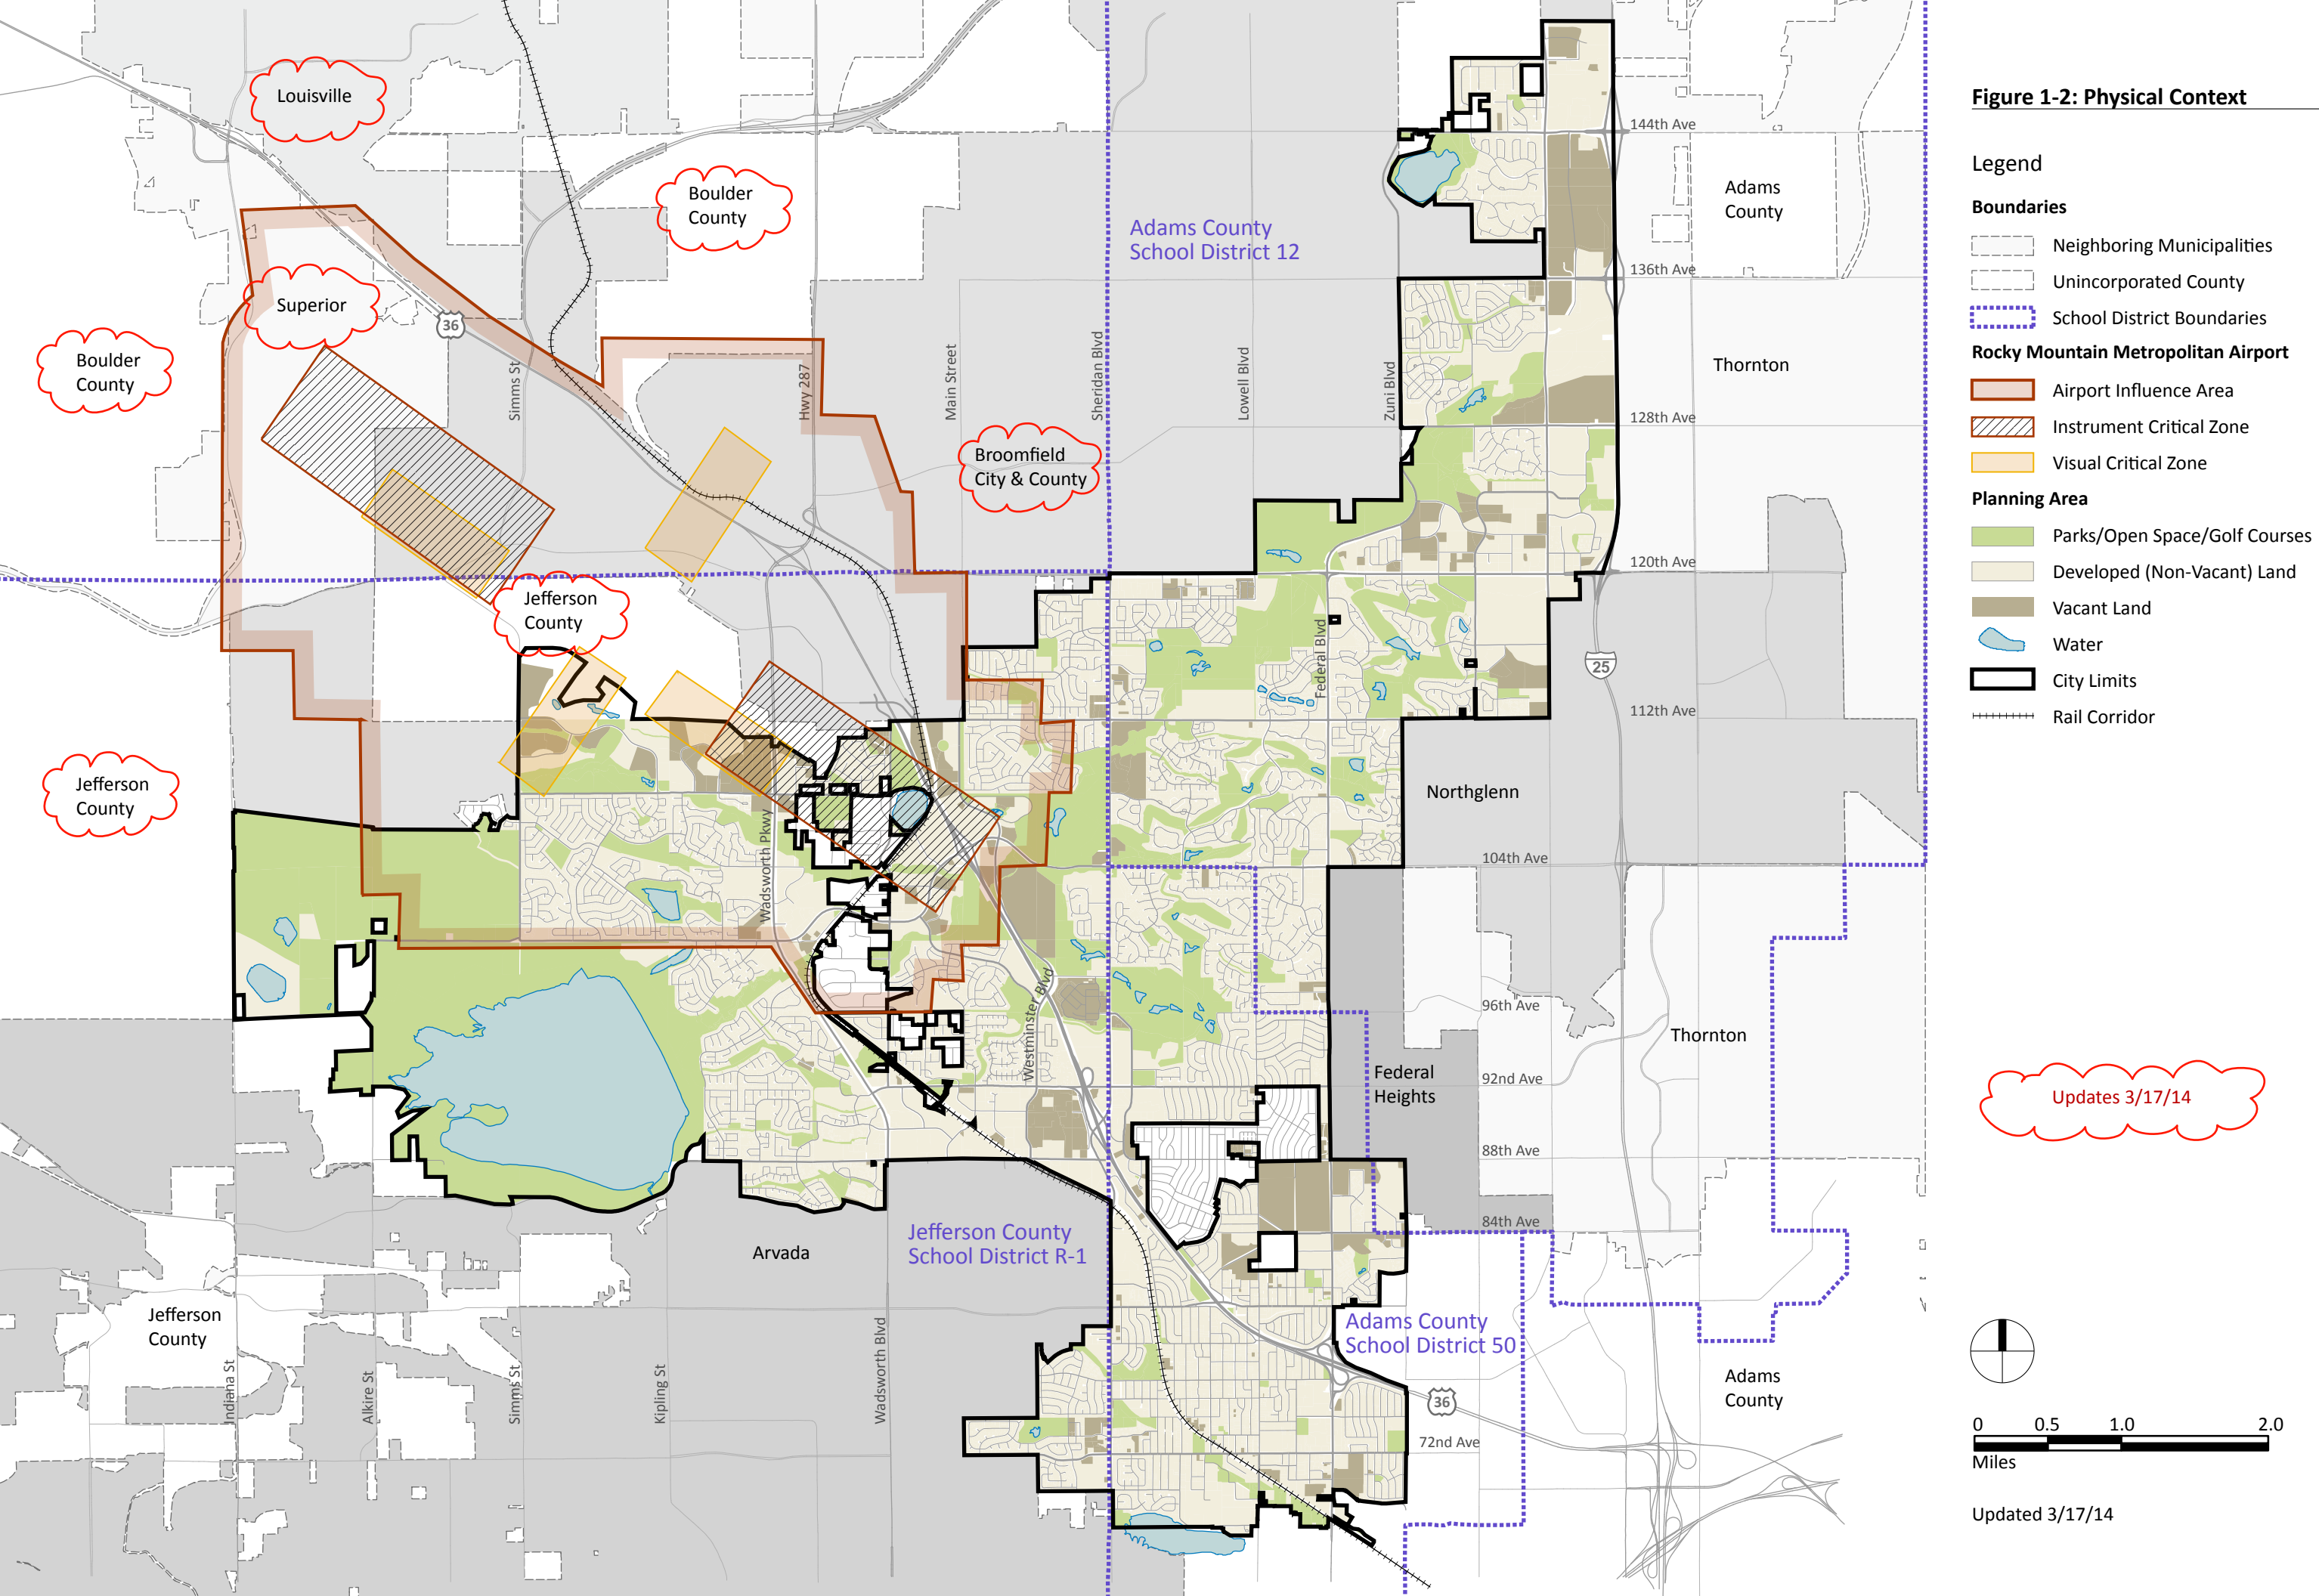 Figure 1-2: Physical Context
Legend
Boundaries
Neighboring Municipalities
Unincorporated County
School District Boundaries
Rocky Mountain Metropolitan Airport
Airport Influence Area
Instrument Critical Zone
Visual Critical Zone
Planning Area
Parks/Open Space/Golf Courses
Developed (Non-Vacant) Land
Vacant Land
Water
City Limits
Rail Corridor
Updates 3/17/14
0 0.5 1.0 2.0
Miles
Updated 3/17/14
Louisville
Boulder
County
Adams County
School District 12
Adams
County
144th Ave
136th Ave
Superior
36
Boulder
County
Simms St
Hwy 287
Main Street
Sheridan Blvd
Lowell Blvd
Zuni Blvd
Thornton
128th Ave
Broomfield
City & County
120th Ave
Jefferson
County
Federal Blvd
25
112th Ave
Jefferson
County
Northglenn
Wadsworth Pkwy
104th Ave
96th Ave
Westminster Blvd
Thornton
Federal
Heights
92nd Ave
88th Ave
84th Ave
Arvada
Jefferson County
School District R-1
Jefferson
County
Adams County
School District 50
Indiana St
Alkire St
Simms St
Kipling St
Wadsworth Blvd
36
Adams
County
72nd Ave